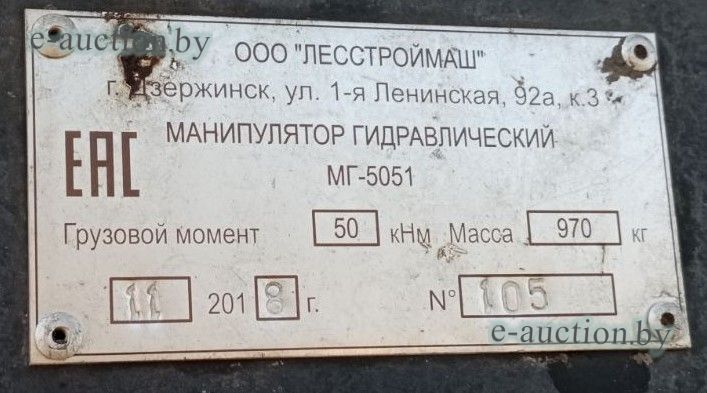 e-auction.by
ООО "ЛЕССТРОЙМАШ"
г. Дзержинск, ул. 1-я Ленинская, 92а, к.3
МАНИПУЛЯТОР ГИДРАВЛИЧЕСКИЙ
EAC
МГ-5051
Грузовой момент 50 кНм Масса 970 кг
11 2018 г. № 105
e-auction.by